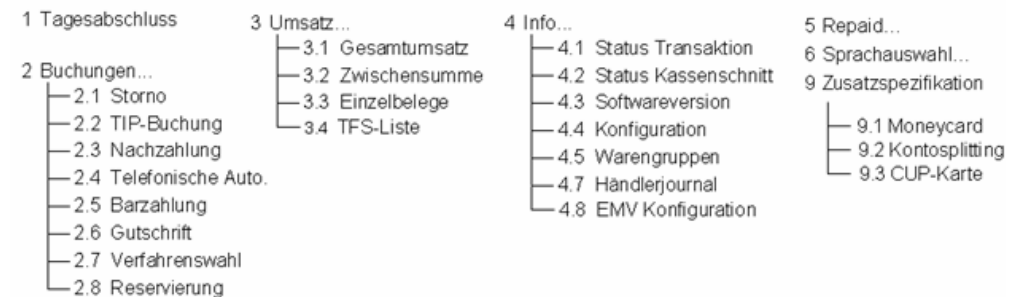 1 Tagesabschluss
2 Buchungen...
2.1 Storno
2.2 TIP-Buchung
2.3 Nachzahlung
2.4 Telefonische Auto.
2.5 Barzahlung
2.6 Gutschrift
2.7 Verfahrenswahl
2.8 Reservierung
3 Umsatz...
3.1 Gesamtumsatz
3.2 Zwischensumme
3.3 Einzelbelege
3.4 TFS-Liste
4 Info...
4.1 Status Transaktion
4.2 Status Kassenschnitt
4.3 Softwareversion
4.4 Konfiguration
4.5 Warengruppen
4.7 Händlerjournal
4.8 EMV Konfiguration
5 Repaid...
6 Sprachauswahl...
9 Zusatzspezifikation
9.1 Moneycard
9.2 Kontosplitting
9.3 CUP-Karte